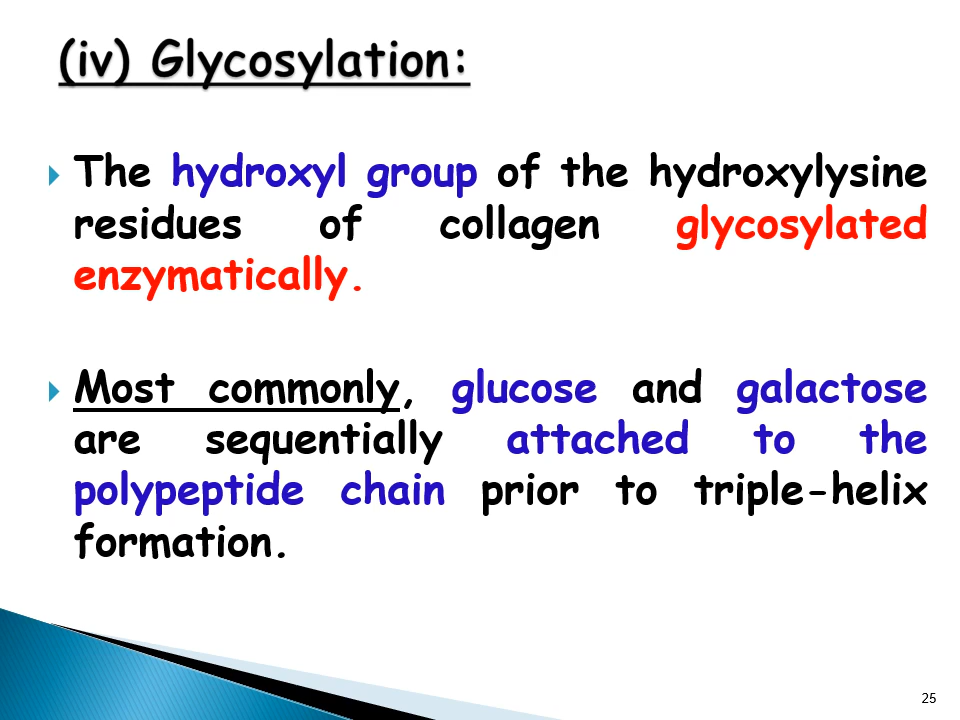 (iv) Glycosylation:
The hydroxyl group of the hydroxylysine
residues of collagen glycosylated
enzymatically.
Most commonly, glucose and galactose
are sequentially attached to the
polypeptide chain prior to triple-helix
formation.
25